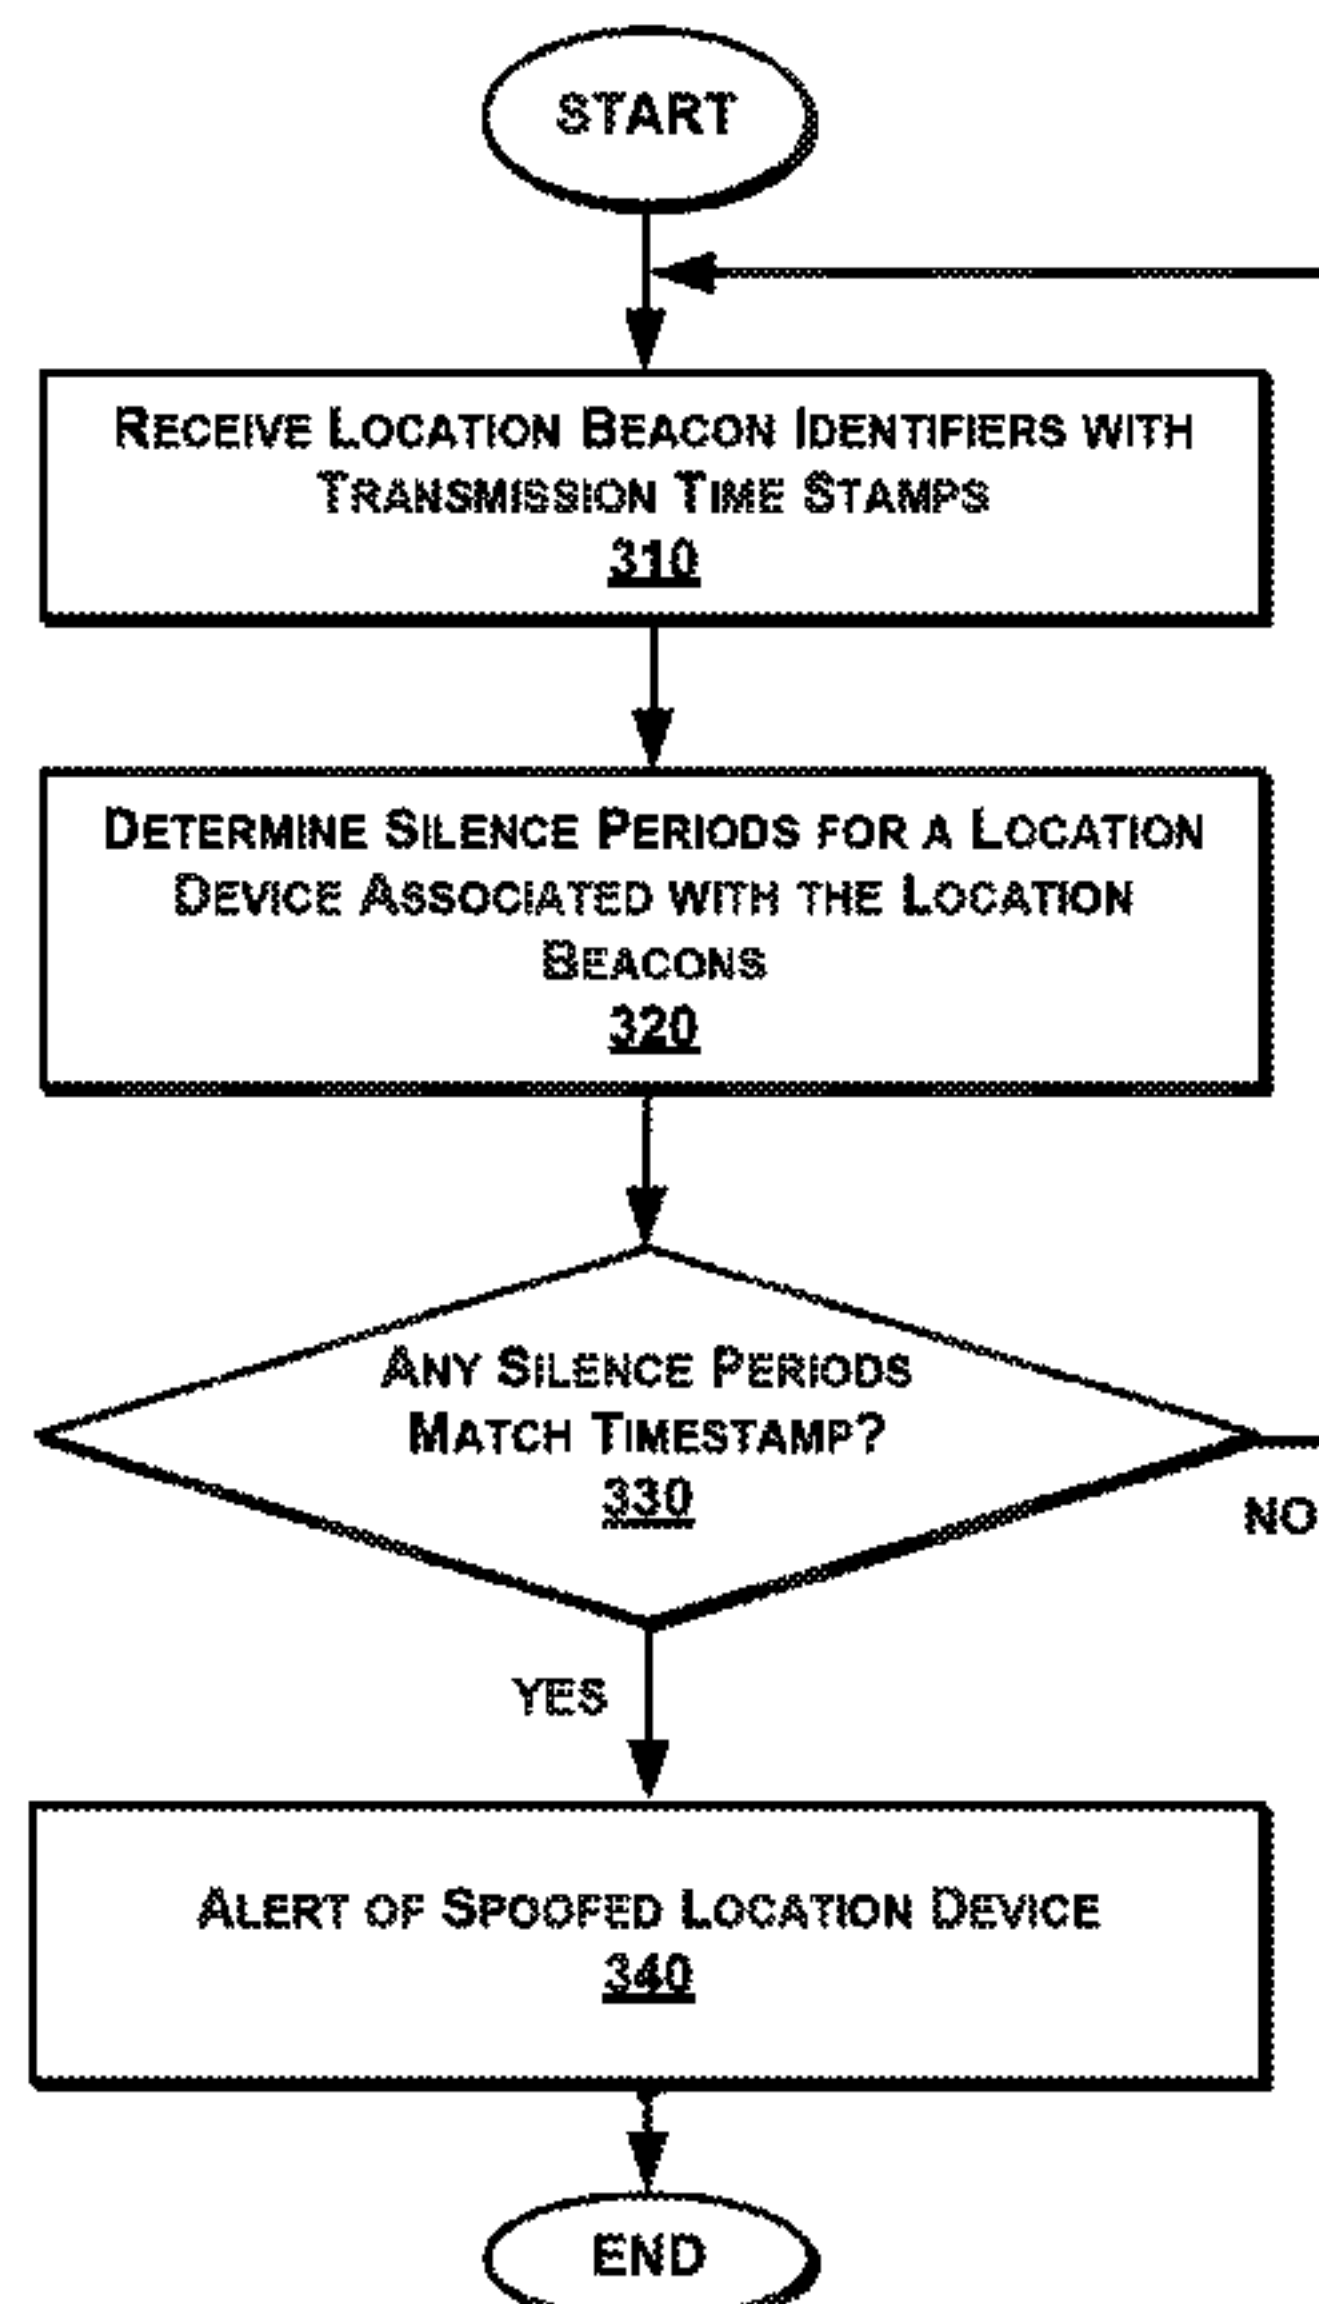 START
RECEIVE LOCATION BEACON IDENTIFIERS WITH
TRANSMISSION TIME STAMPS
310
DETERMINE SILENCE PERIODS FOR A LOCATION
DEVICE ASSOCIATED WITH THE LOCATION
BEACONS
320
ANY SILENCE PERIODS
MATCH TIMESTAMP?
330
NO
YES
ALERT OF SPOOFED LOCATION DEVICE
340
END